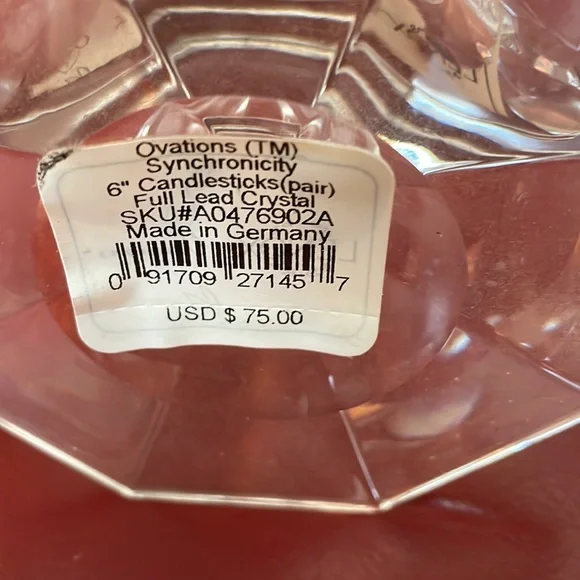 Ovations (TM)
Synchronicity
6" Candlesticks(pair)
Full Lead Crystal
SKU#A0476902A
Made in Germany
0 91709 27145 7
USD $ 75.00